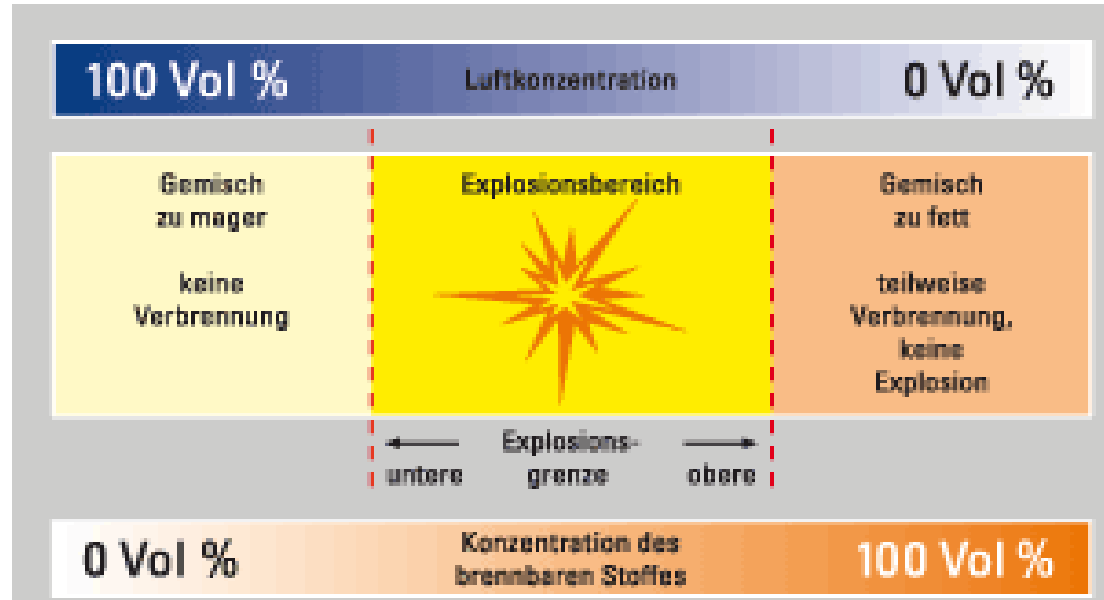 100 Vol % Luftkonzentration 0 Vol %
Gemisch
zu mager
keine
Verbrennung
Explosionsbereich
Gemisch
zu fett
teilweise
Verbrennung,
keine
Explosion
Explosions-
untere grenze obere
0 Vol % Konzentration des
brennbaren Stoffes 100 Vol %